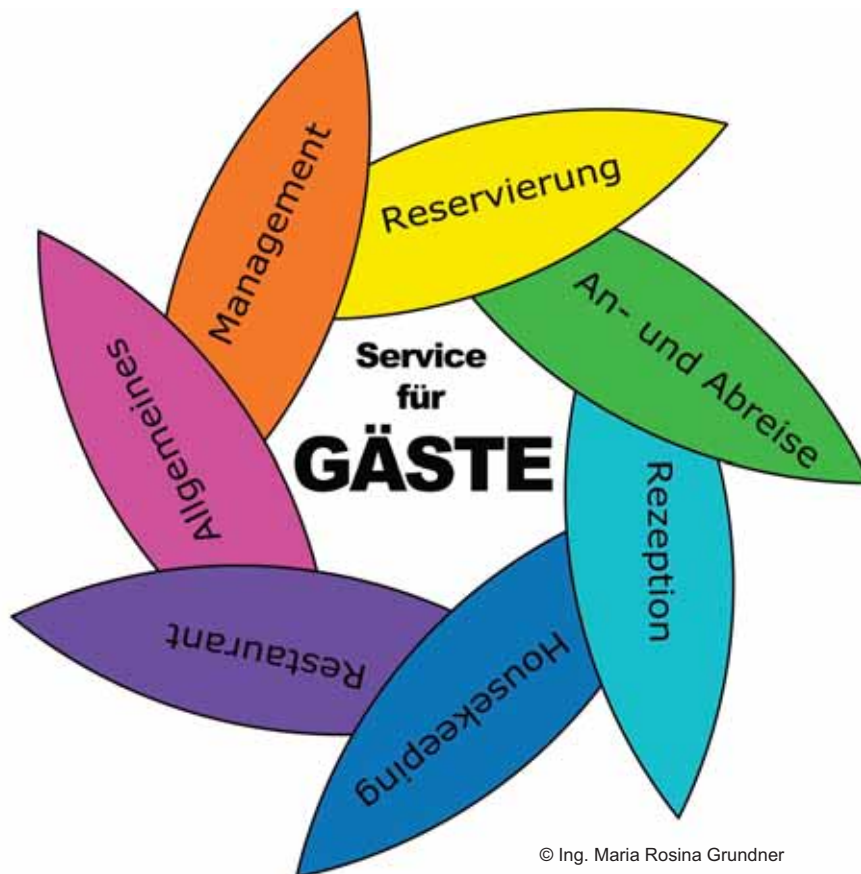 Management
Reservierung
An- und Abreise
Rezeption
Housekeeping
Restaurant
Allgemeines
Service
für
GÄSTE
© Ing. Maria Rosina Grundner